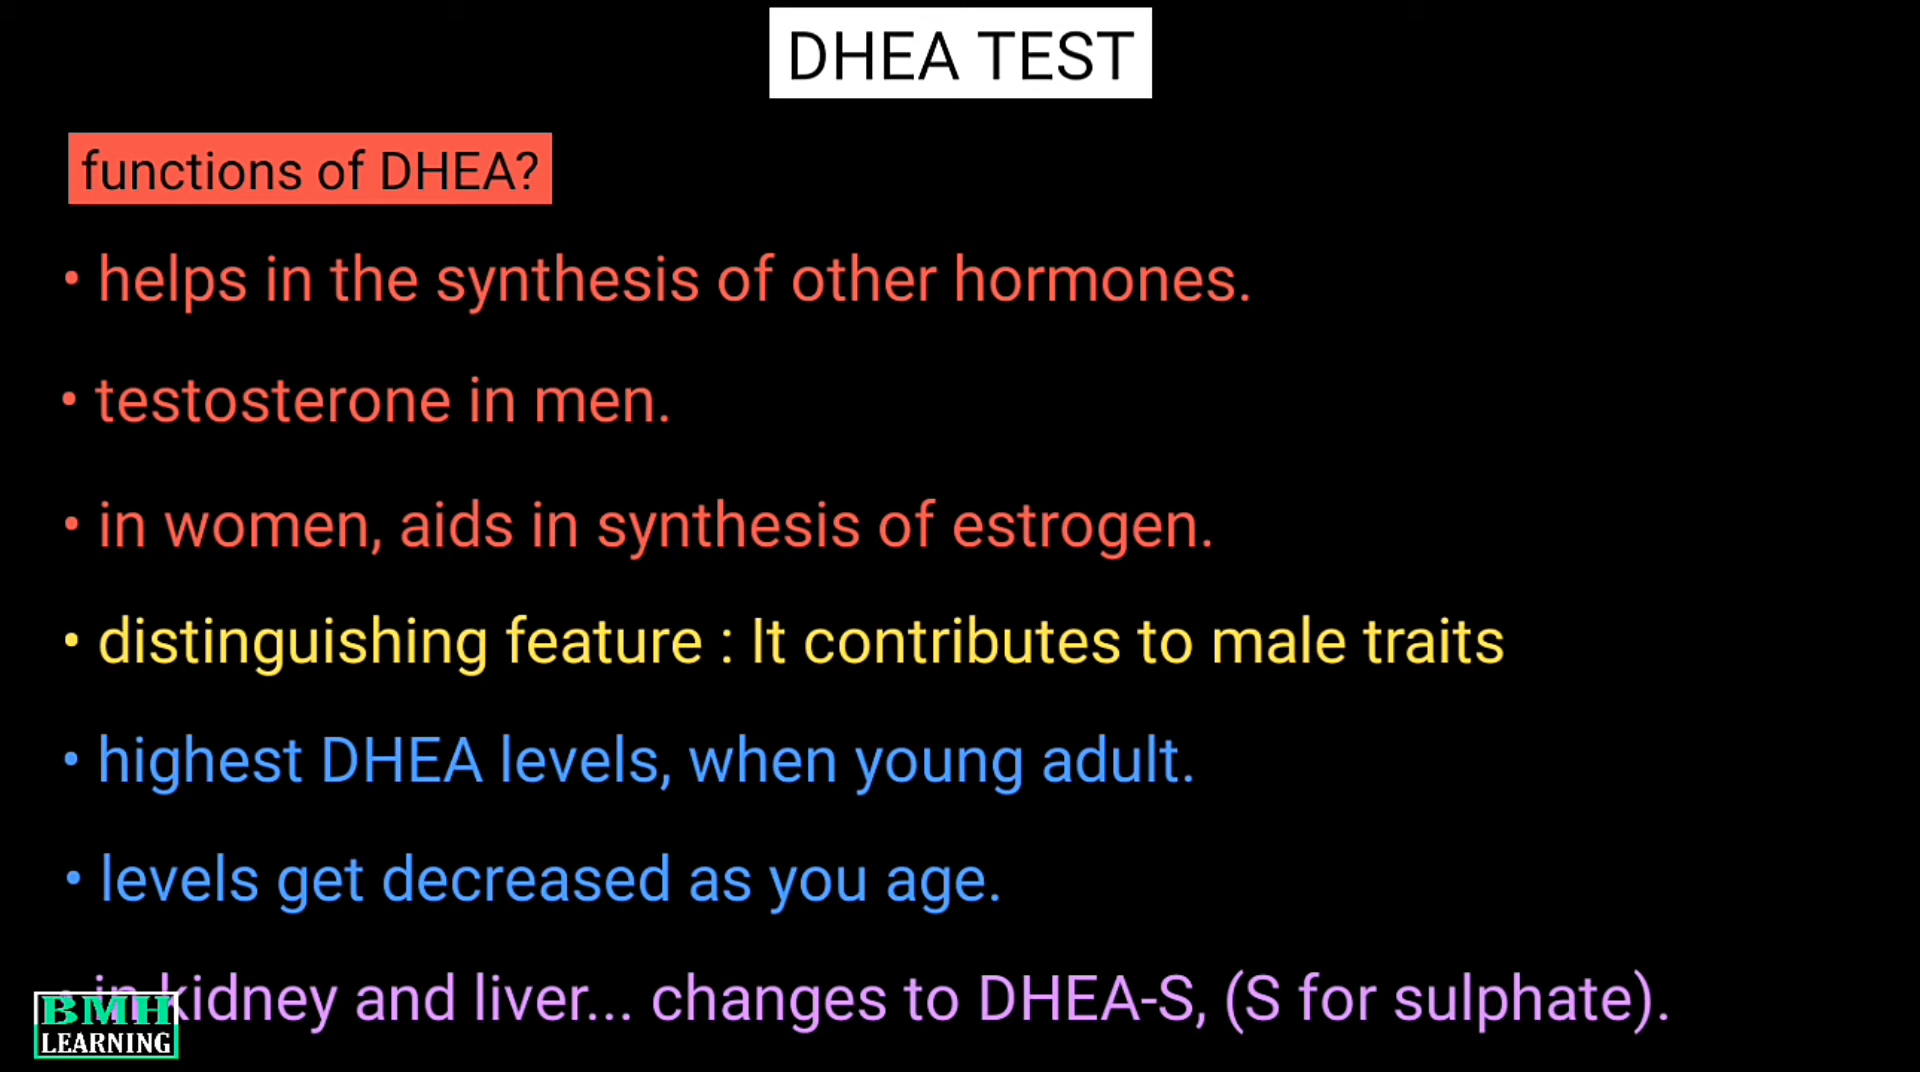 DHEA TEST
functions of DHEA?
• helps in the synthesis of other hormones.
• testosterone in men.
• in women, aids in synthesis of estrogen.
• distinguishing feature : It contributes to male traits
• highest DHEA levels, when young adult.
• levels get decreased as you age.
• in kidney and liver... changes to DHEA-S, (S for sulphate).
BMH
LEARNING